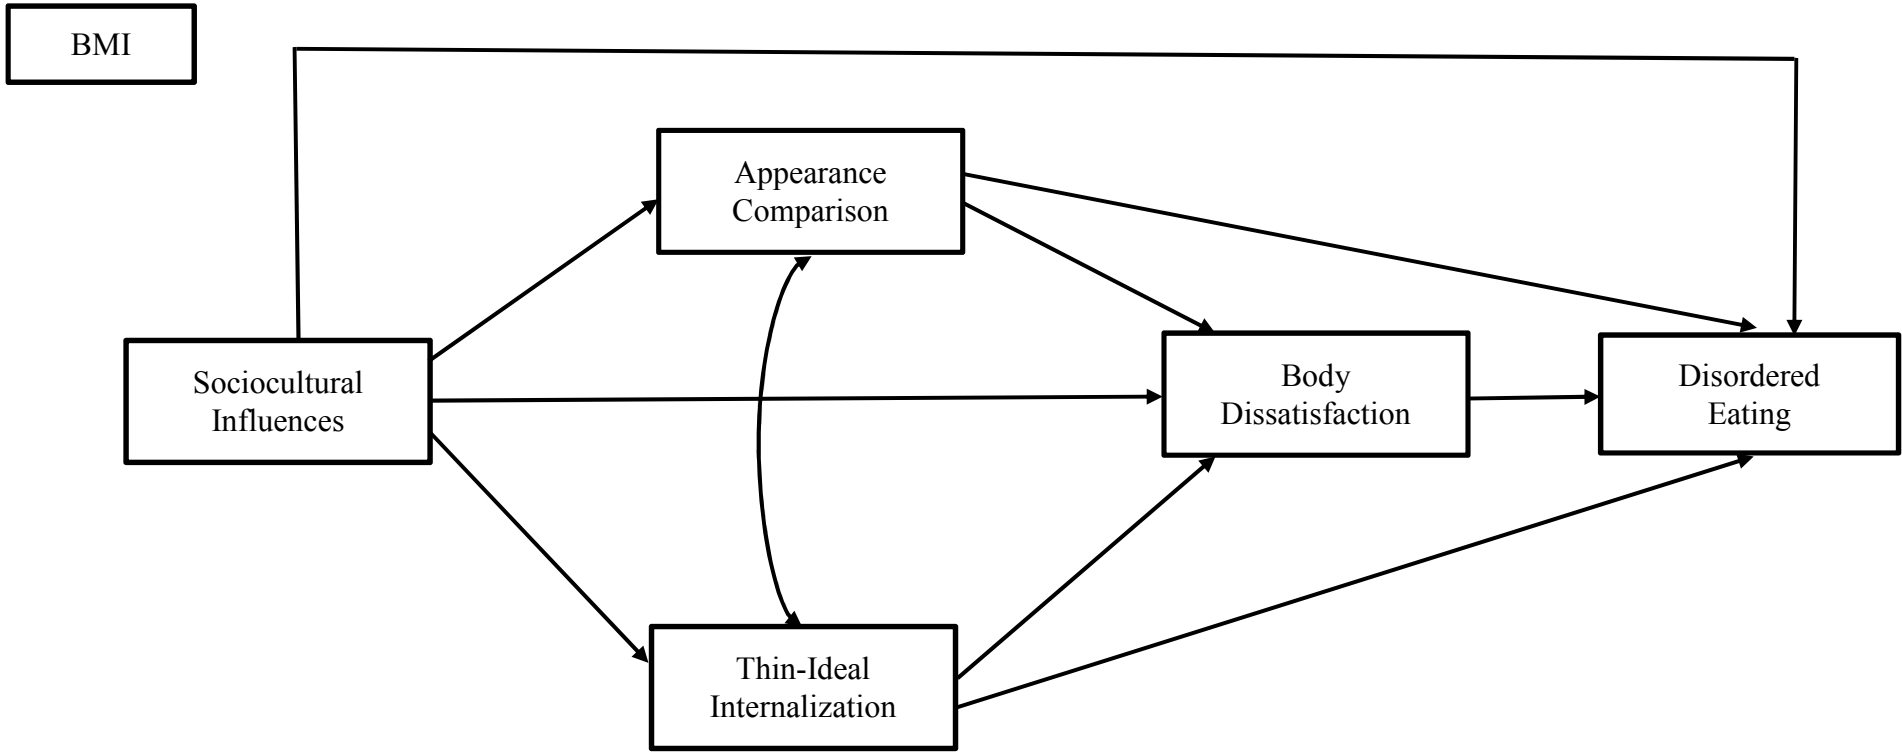 BMI
Appearance
Comparison
Sociocultural
Influences
Body
Dissatisfaction
Disordered
Eating
Thin-Ideal
Internalization